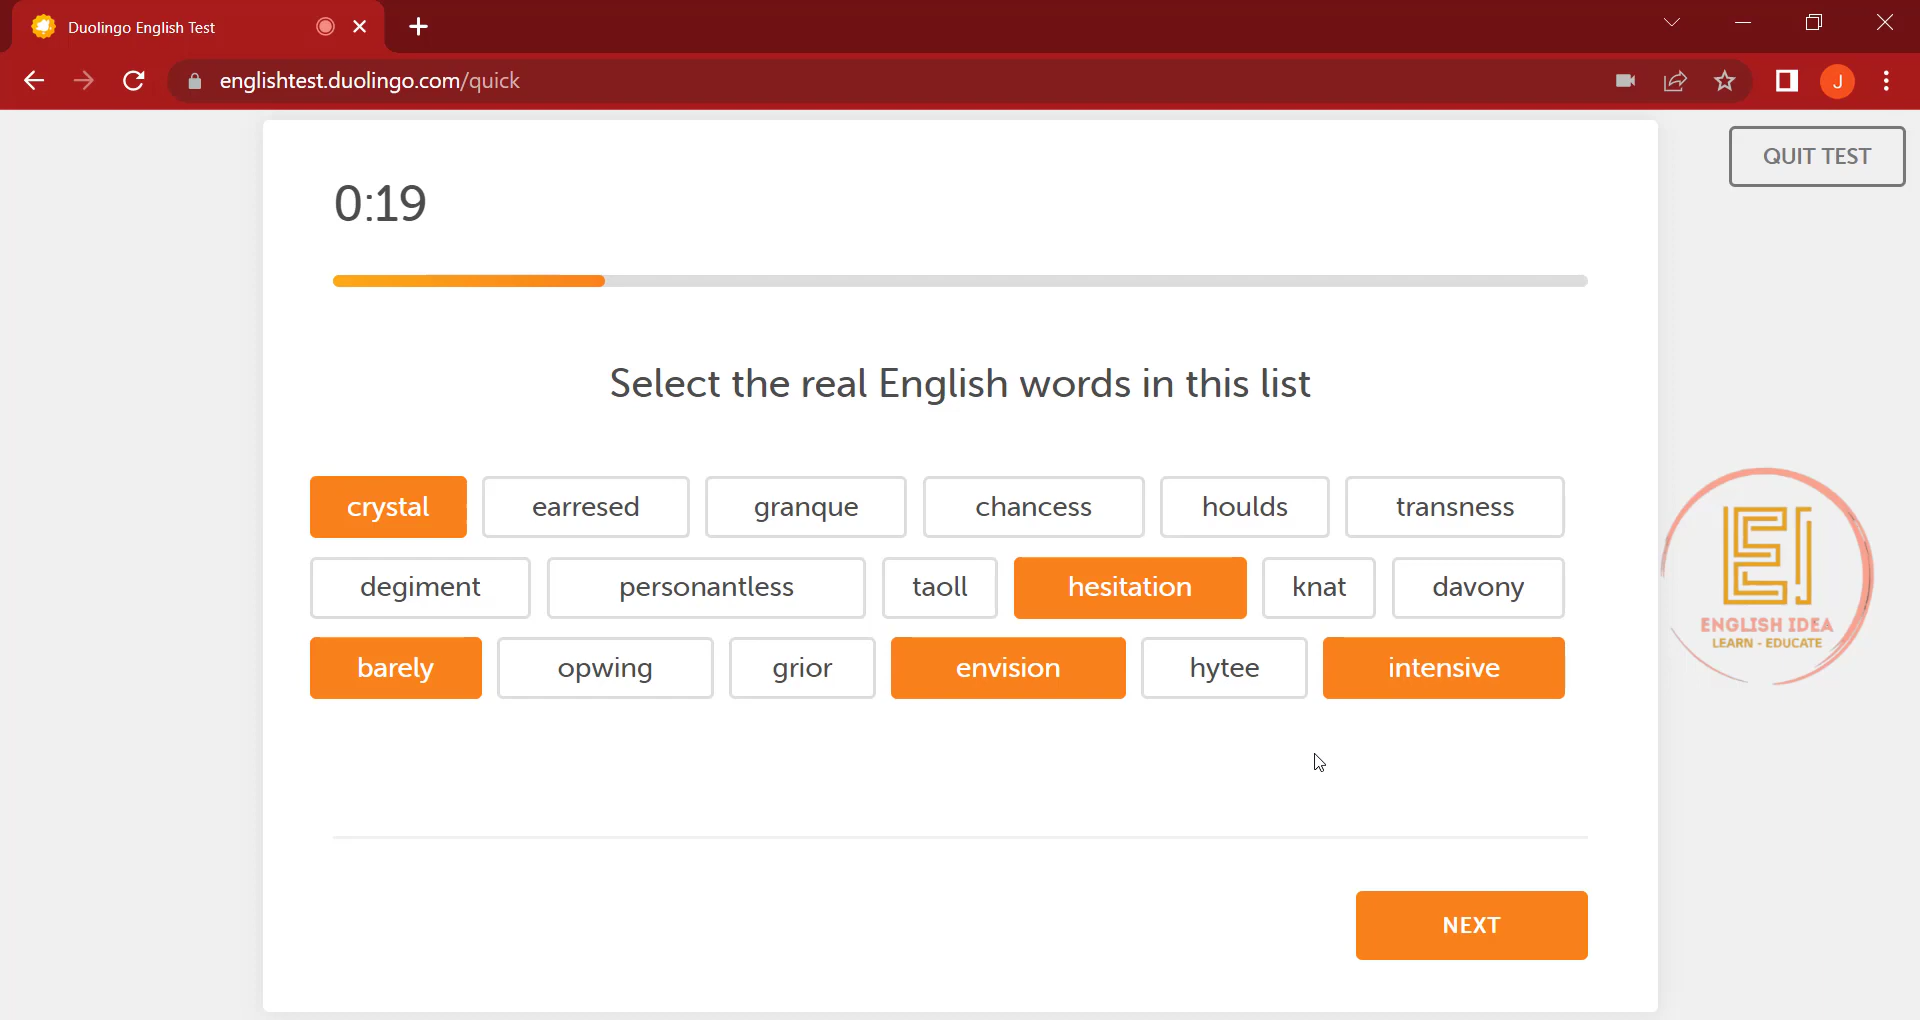 Duolingo English Test
englishtest.duolingo.com/quick
J
QUIT TEST
0:19
Select the real English words in this list
crystal earresed granque chancess houlds transness
degiment personantless taoll hesitation knat davony
barely opwing grior envision hytee intensive
EI
ENGLISH IDEA
LEARN - EDUCATE
NEXT